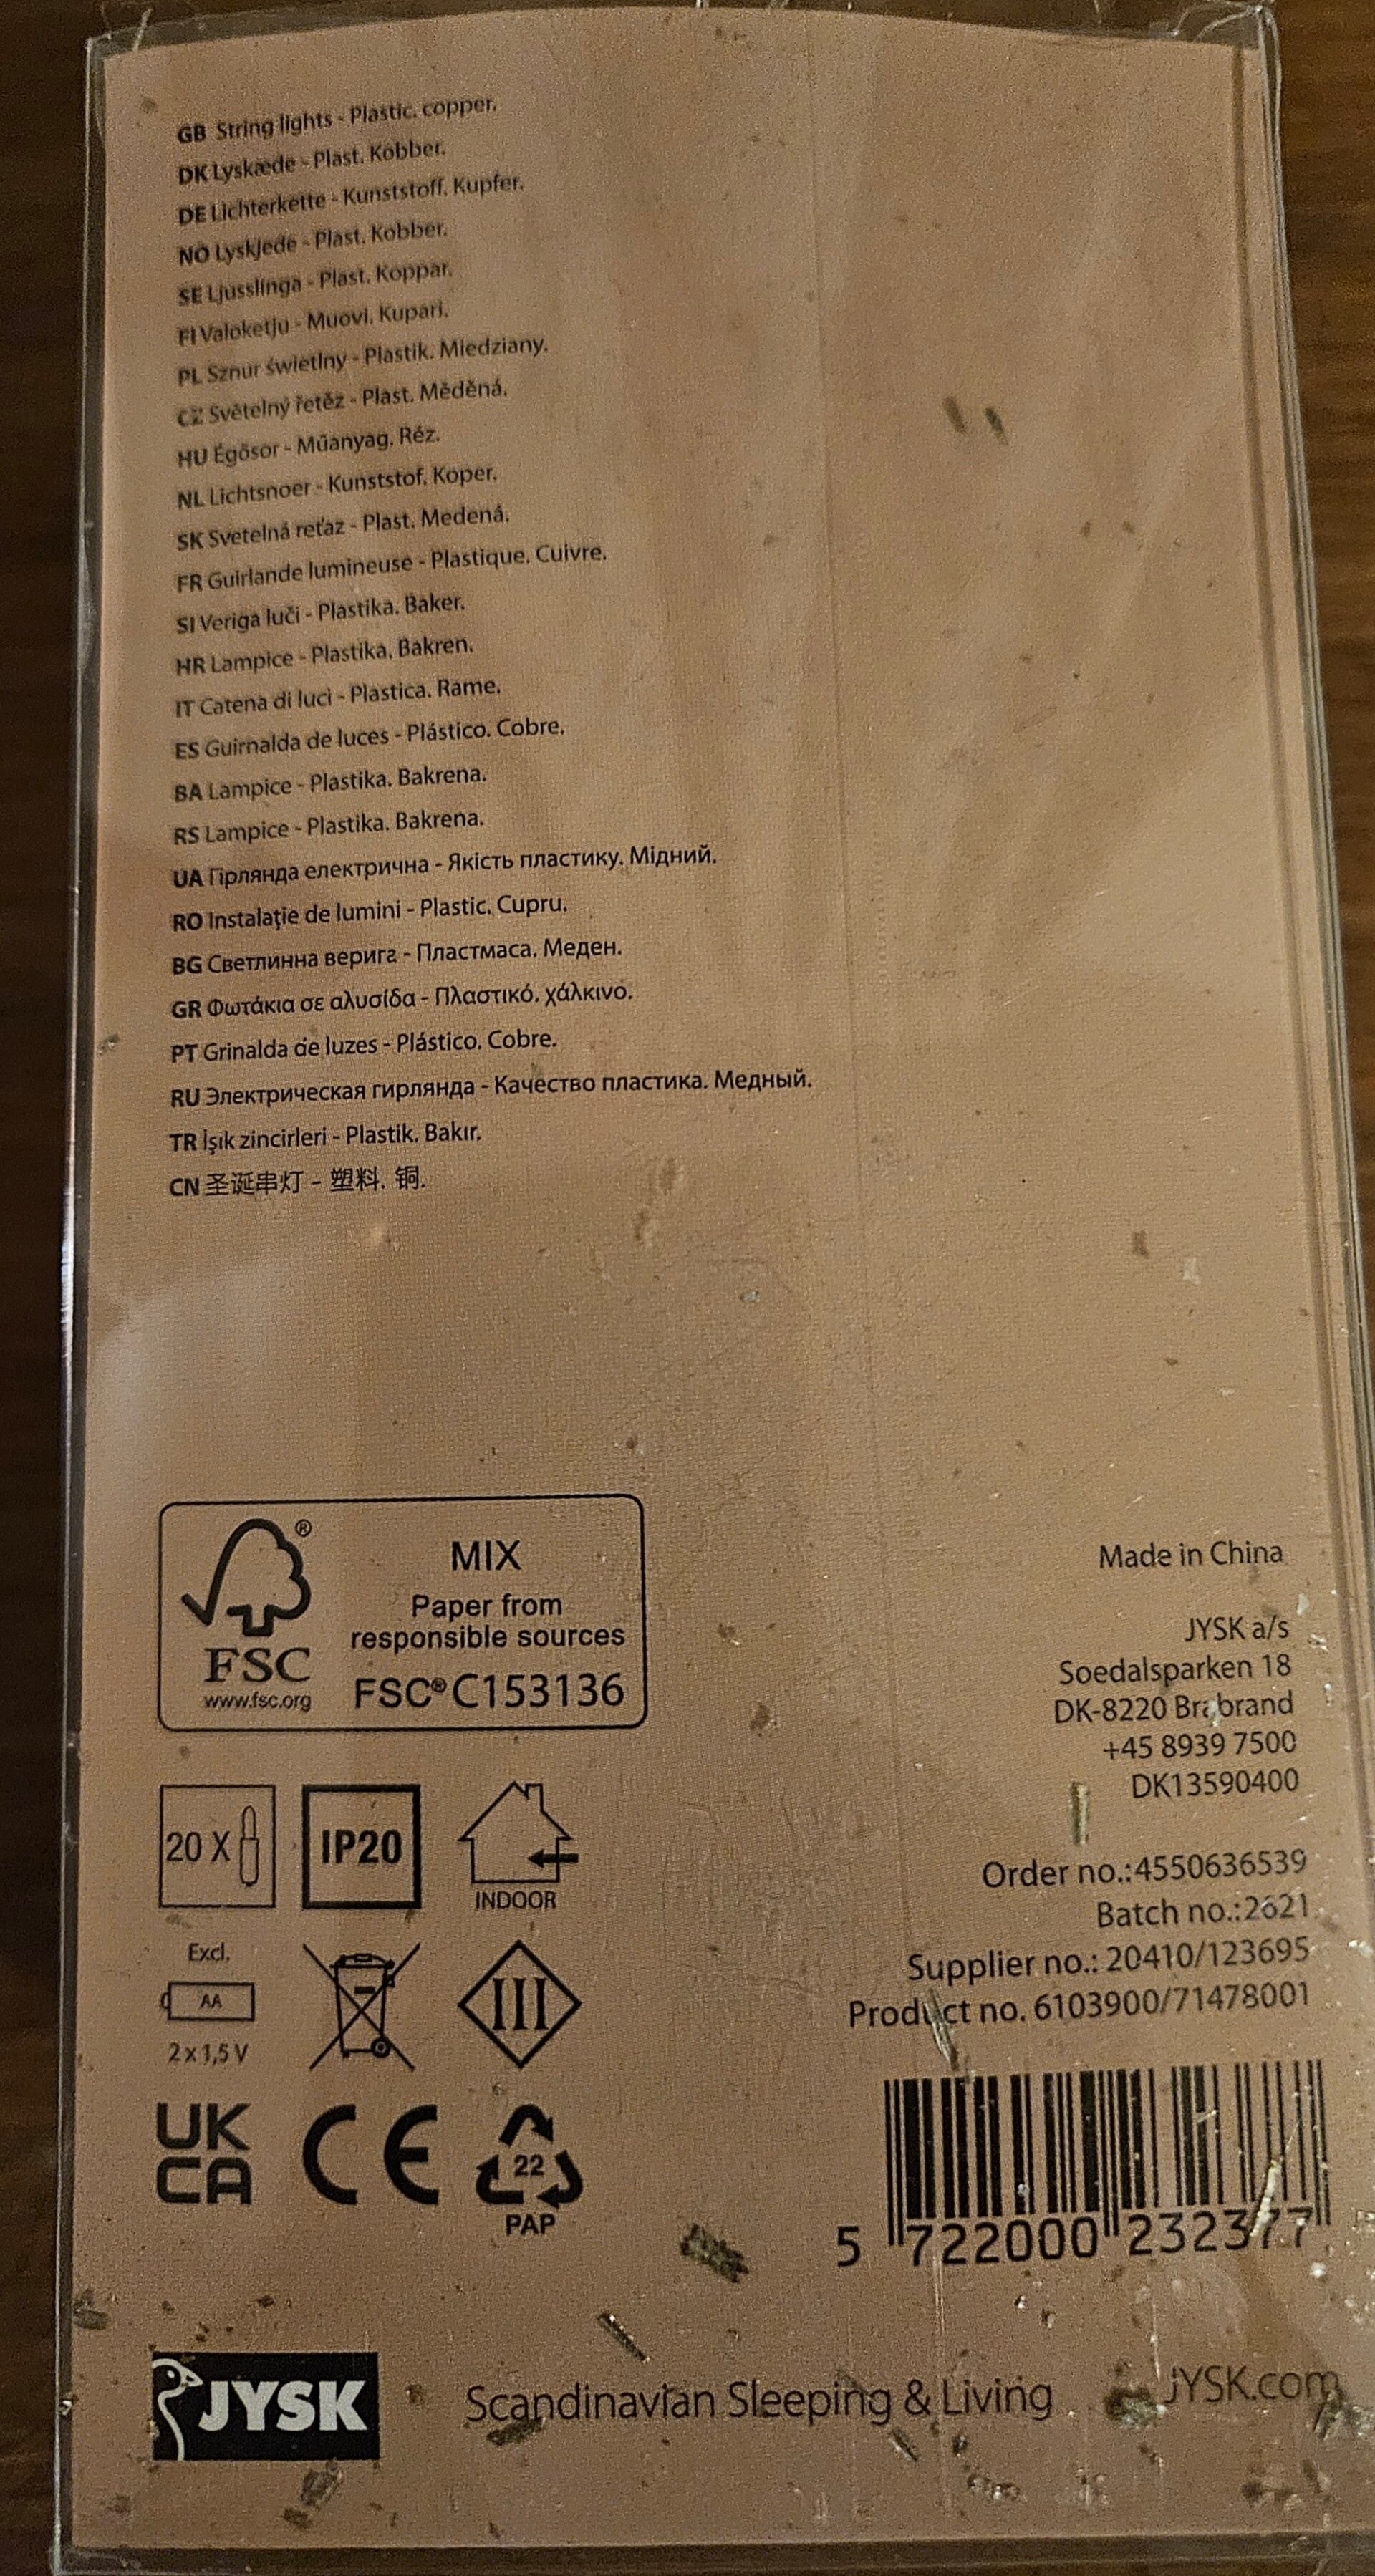 GB String lights - Plastic. copper.
DK Lyskæde - Plast. Kobber.
DE Lichterkette - Kunststoff. Kupfer.
NO Lyskjede - Plast. Kobber.
SE Ljusslinga - Plast. Koppar.
FI Valoketju - Muovi. Kupari.
PL Sznur świetlny - Plastik. Miedziany.
CZ Světelný řetěz - Plast. Měděná.
HU Égősor - Műanyag. Réz.
NL Lichtsnoer - Kunststof. Koper.
SK Svetelná reťaz - Plast. Medená.
FR Guirlande lumineuse - Plastique. Cuivre.
SI Veriga luči - Plastika. Baker.
HR Lampice - Plastika. Bakren.
IT Catena di luci - Plastica. Rame.
ES Guirnalda de luces - Plástico. Cobre.
BA Lampice - Plastika. Bakrena.
RS Lampice - Plastika. Bakrena.
UA Гірлянда електрична - Якість пластику. Мідний.
RO Instalaţie de lumini - Plastic. Cupru.
BG Светлинна верига - Пластмаса. Меден.
GR Φωτάκια σε αλυσίδα - Πλαστικό. χάλκινο.
PT Grinalda de luzes - Plástico. Cobre.
RU Электрическая гирлянда - Качество пластика. Медный.
TR Işık zincirleri - Plastik. Bakır.
CN 圣诞串灯 - 塑料. 铜.
FSC
www.fsc.org
MIX
Paper from
responsible sources
FSC® C153136
Made in China
JYSK a/s
Soedalsparken 18
DK-8220 Brabrand
+45 8939 7500
DK13590400
20 X
IP20
INDOOR
Order no.:4550636539
Batch no.:2621
Supplier no.: 20410/123695
Product no. 6103900/71478001
Excl.
AA
2 x 1,5 V
III
UK
CA
CE
22
PAP
5 722000 232377
JYSK
Scandinavian Sleeping & Living
JYSK.com